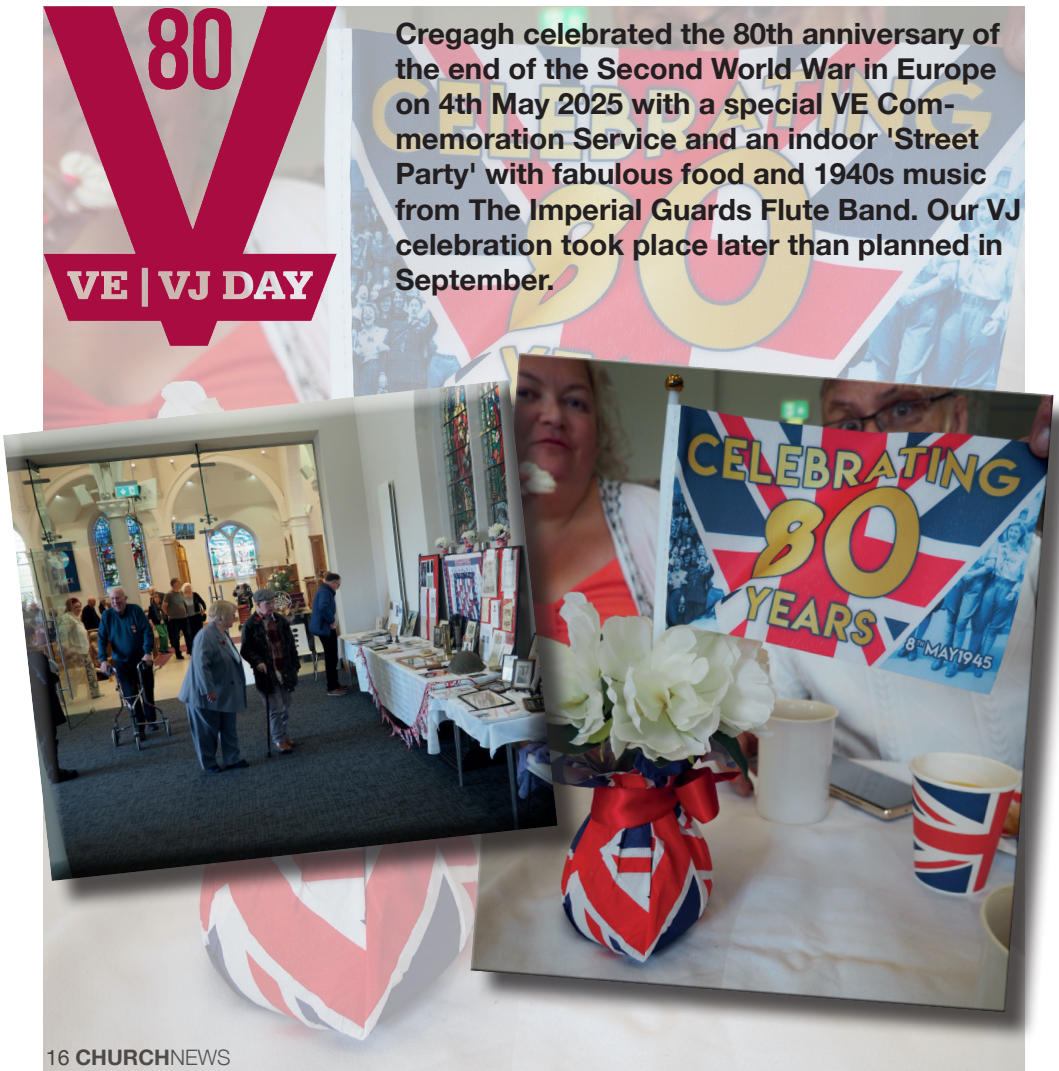 80
VE | VJ DAY
Cregagh celebrated the 80th anniversary of
the end of the Second World War in Europe
on 4th May 2025 with a special VE Com-
memoration Service and an indoor 'Street
Party' with fabulous food and 1940s music
from The Imperial Guards Flute Band. Our VJ
celebration took place later than planned in
September.
CELEBRATING
80
CELEBRATING
80
YEARS
8TH MAY 1945
16 CHURCHNEWS